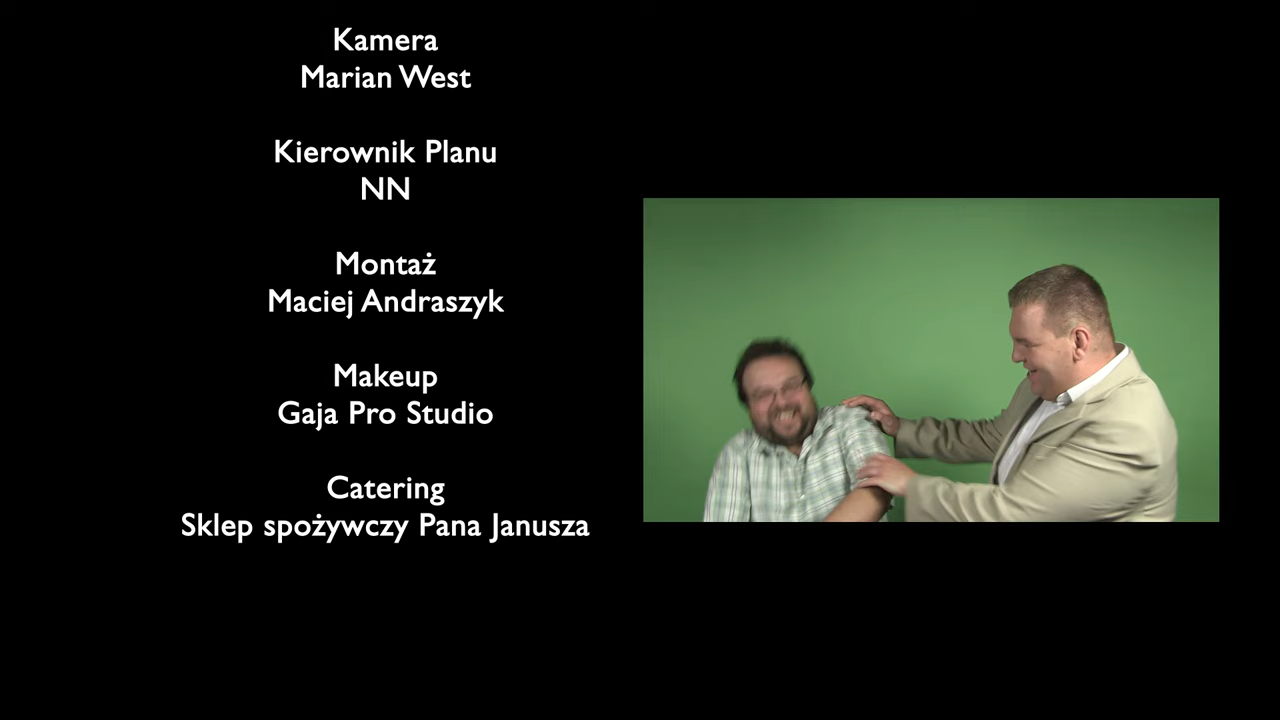 Kamera
Marian West
Kierownik Planu
NN
Montaż
Maciej Andraszyk
Makeup
Gaja Pro Studio
Catering
Sklep spożywczy Pana Janusza